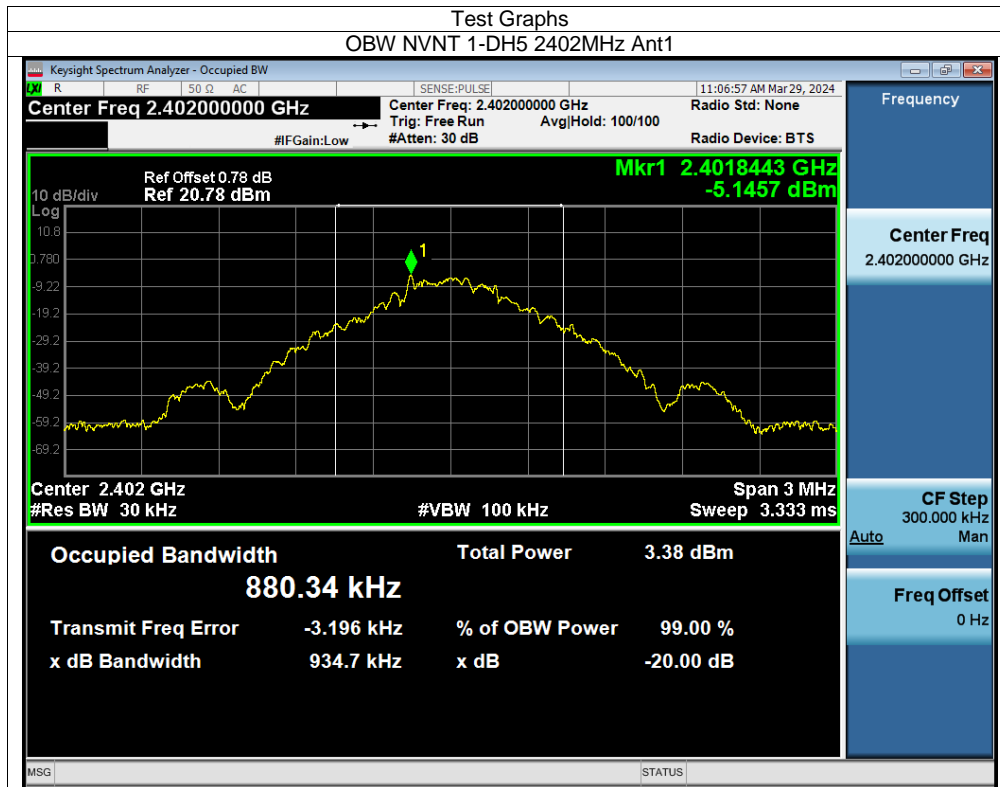 Test Graphs
OBW NVNT 1-DH5 2402MHz Ant1
Keysight Spectrum Analyzer - Occupied BW
LXI R RF 50 Ω AC SENSE:PULSE 11:06:57 AM Mar 29, 2024
Center Freq 2.402000000 GHz
Center Freq: 2.402000000 GHz Radio Std: None
Trig: Free Run Avg|Hold: 100/100
#IFGain:Low #Atten: 30 dB Radio Device: BTS
Frequency
Mkr1 2.4018443 GHz
-5.1457 dBm
Ref Offset 0.78 dB
10 dB/div Ref 20.78 dBm
Log
10.8
0.780
-9.22
-19.2
-29.2
-39.2
-49.2
-59.2
-69.2
1
Center 2.402 GHz Span 3 MHz
#Res BW 30 kHz #VBW 100 kHz Sweep 3.333 ms
Center Freq
2.402000000 GHz
CF Step
300.000 kHz
Auto Man
Freq Offset
0 Hz
Occupied Bandwidth Total Power 3.38 dBm
880.34 kHz
Transmit Freq Error -3.196 kHz % of OBW Power 99.00 %
x dB Bandwidth 934.7 kHz x dB -20.00 dB
MSG STATUS